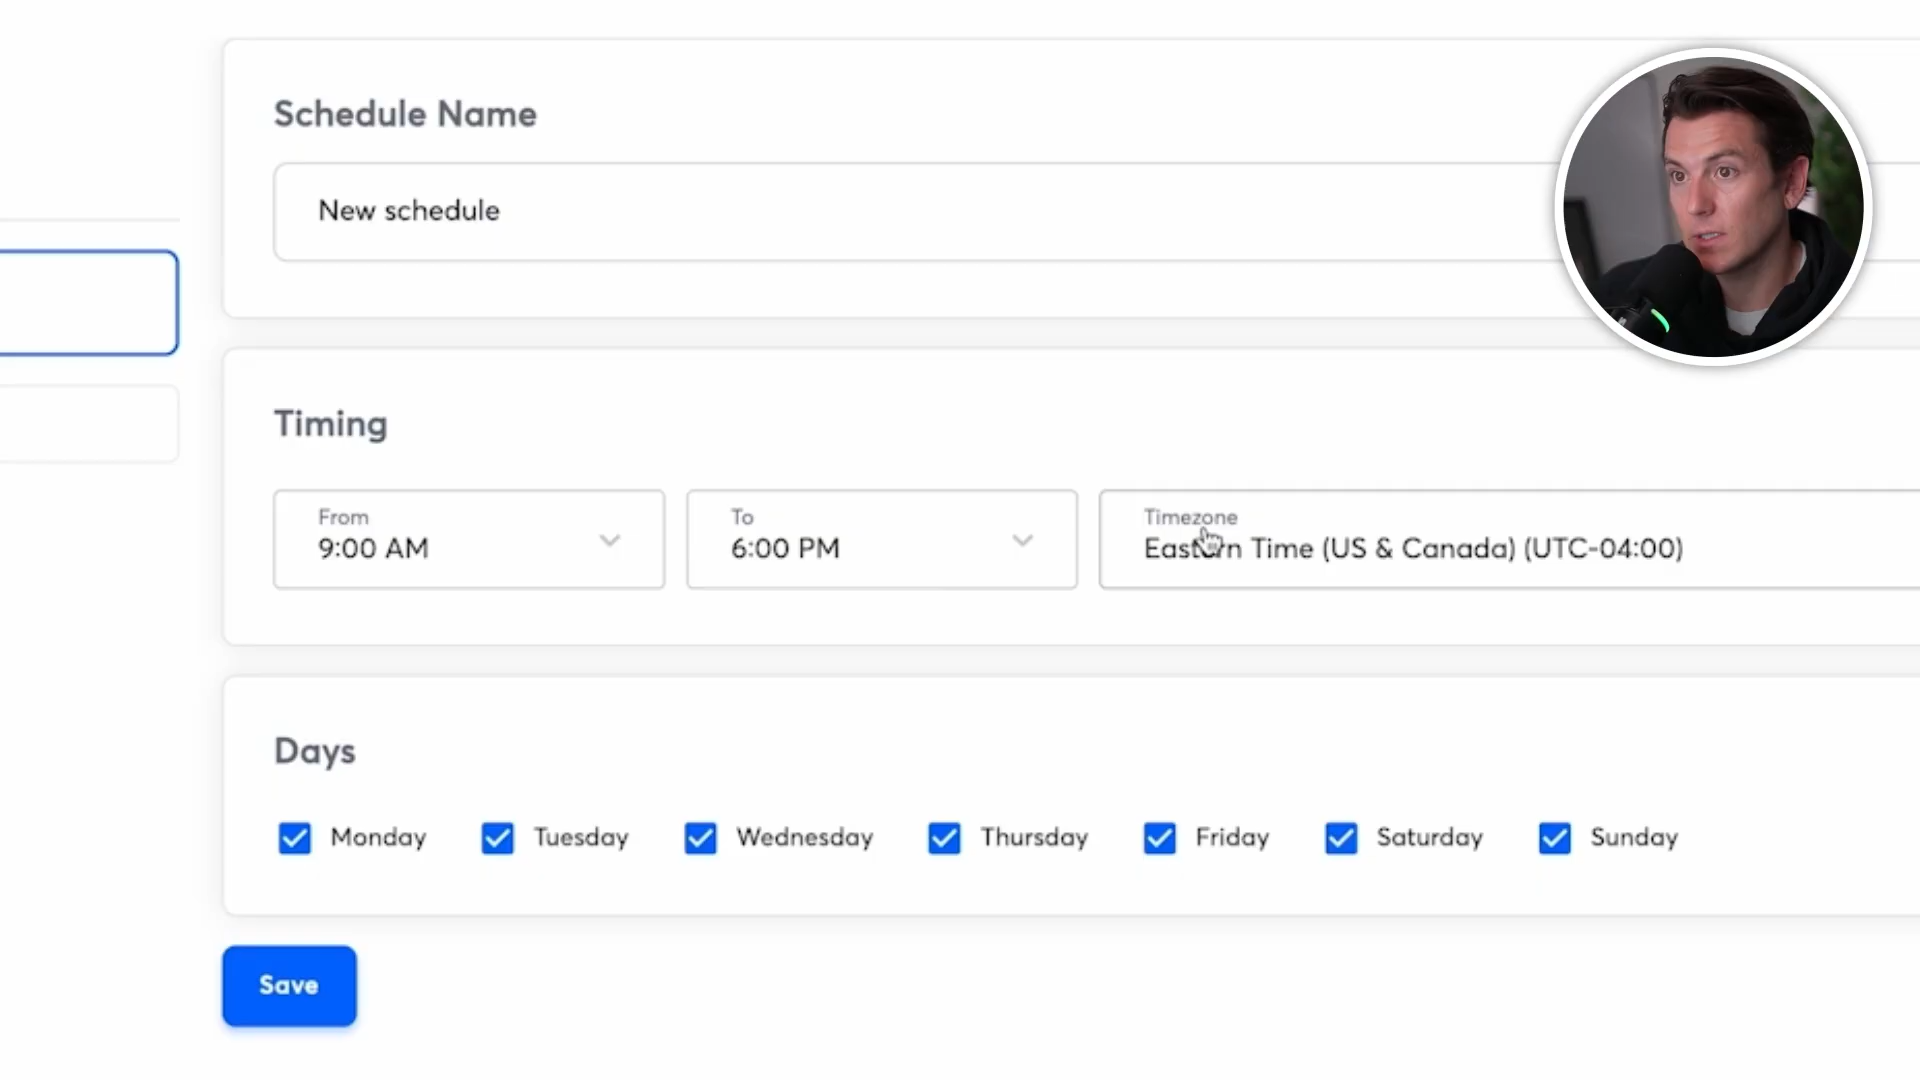 Schedule Name
New schedule
Timing
From
9:00 AM
To
6:00 PM
Timezone
Eastern Time (US & Canada) (UTC-04:00)
Days
Monday Tuesday Wednesday Thursday Friday Saturday Sunday
Save